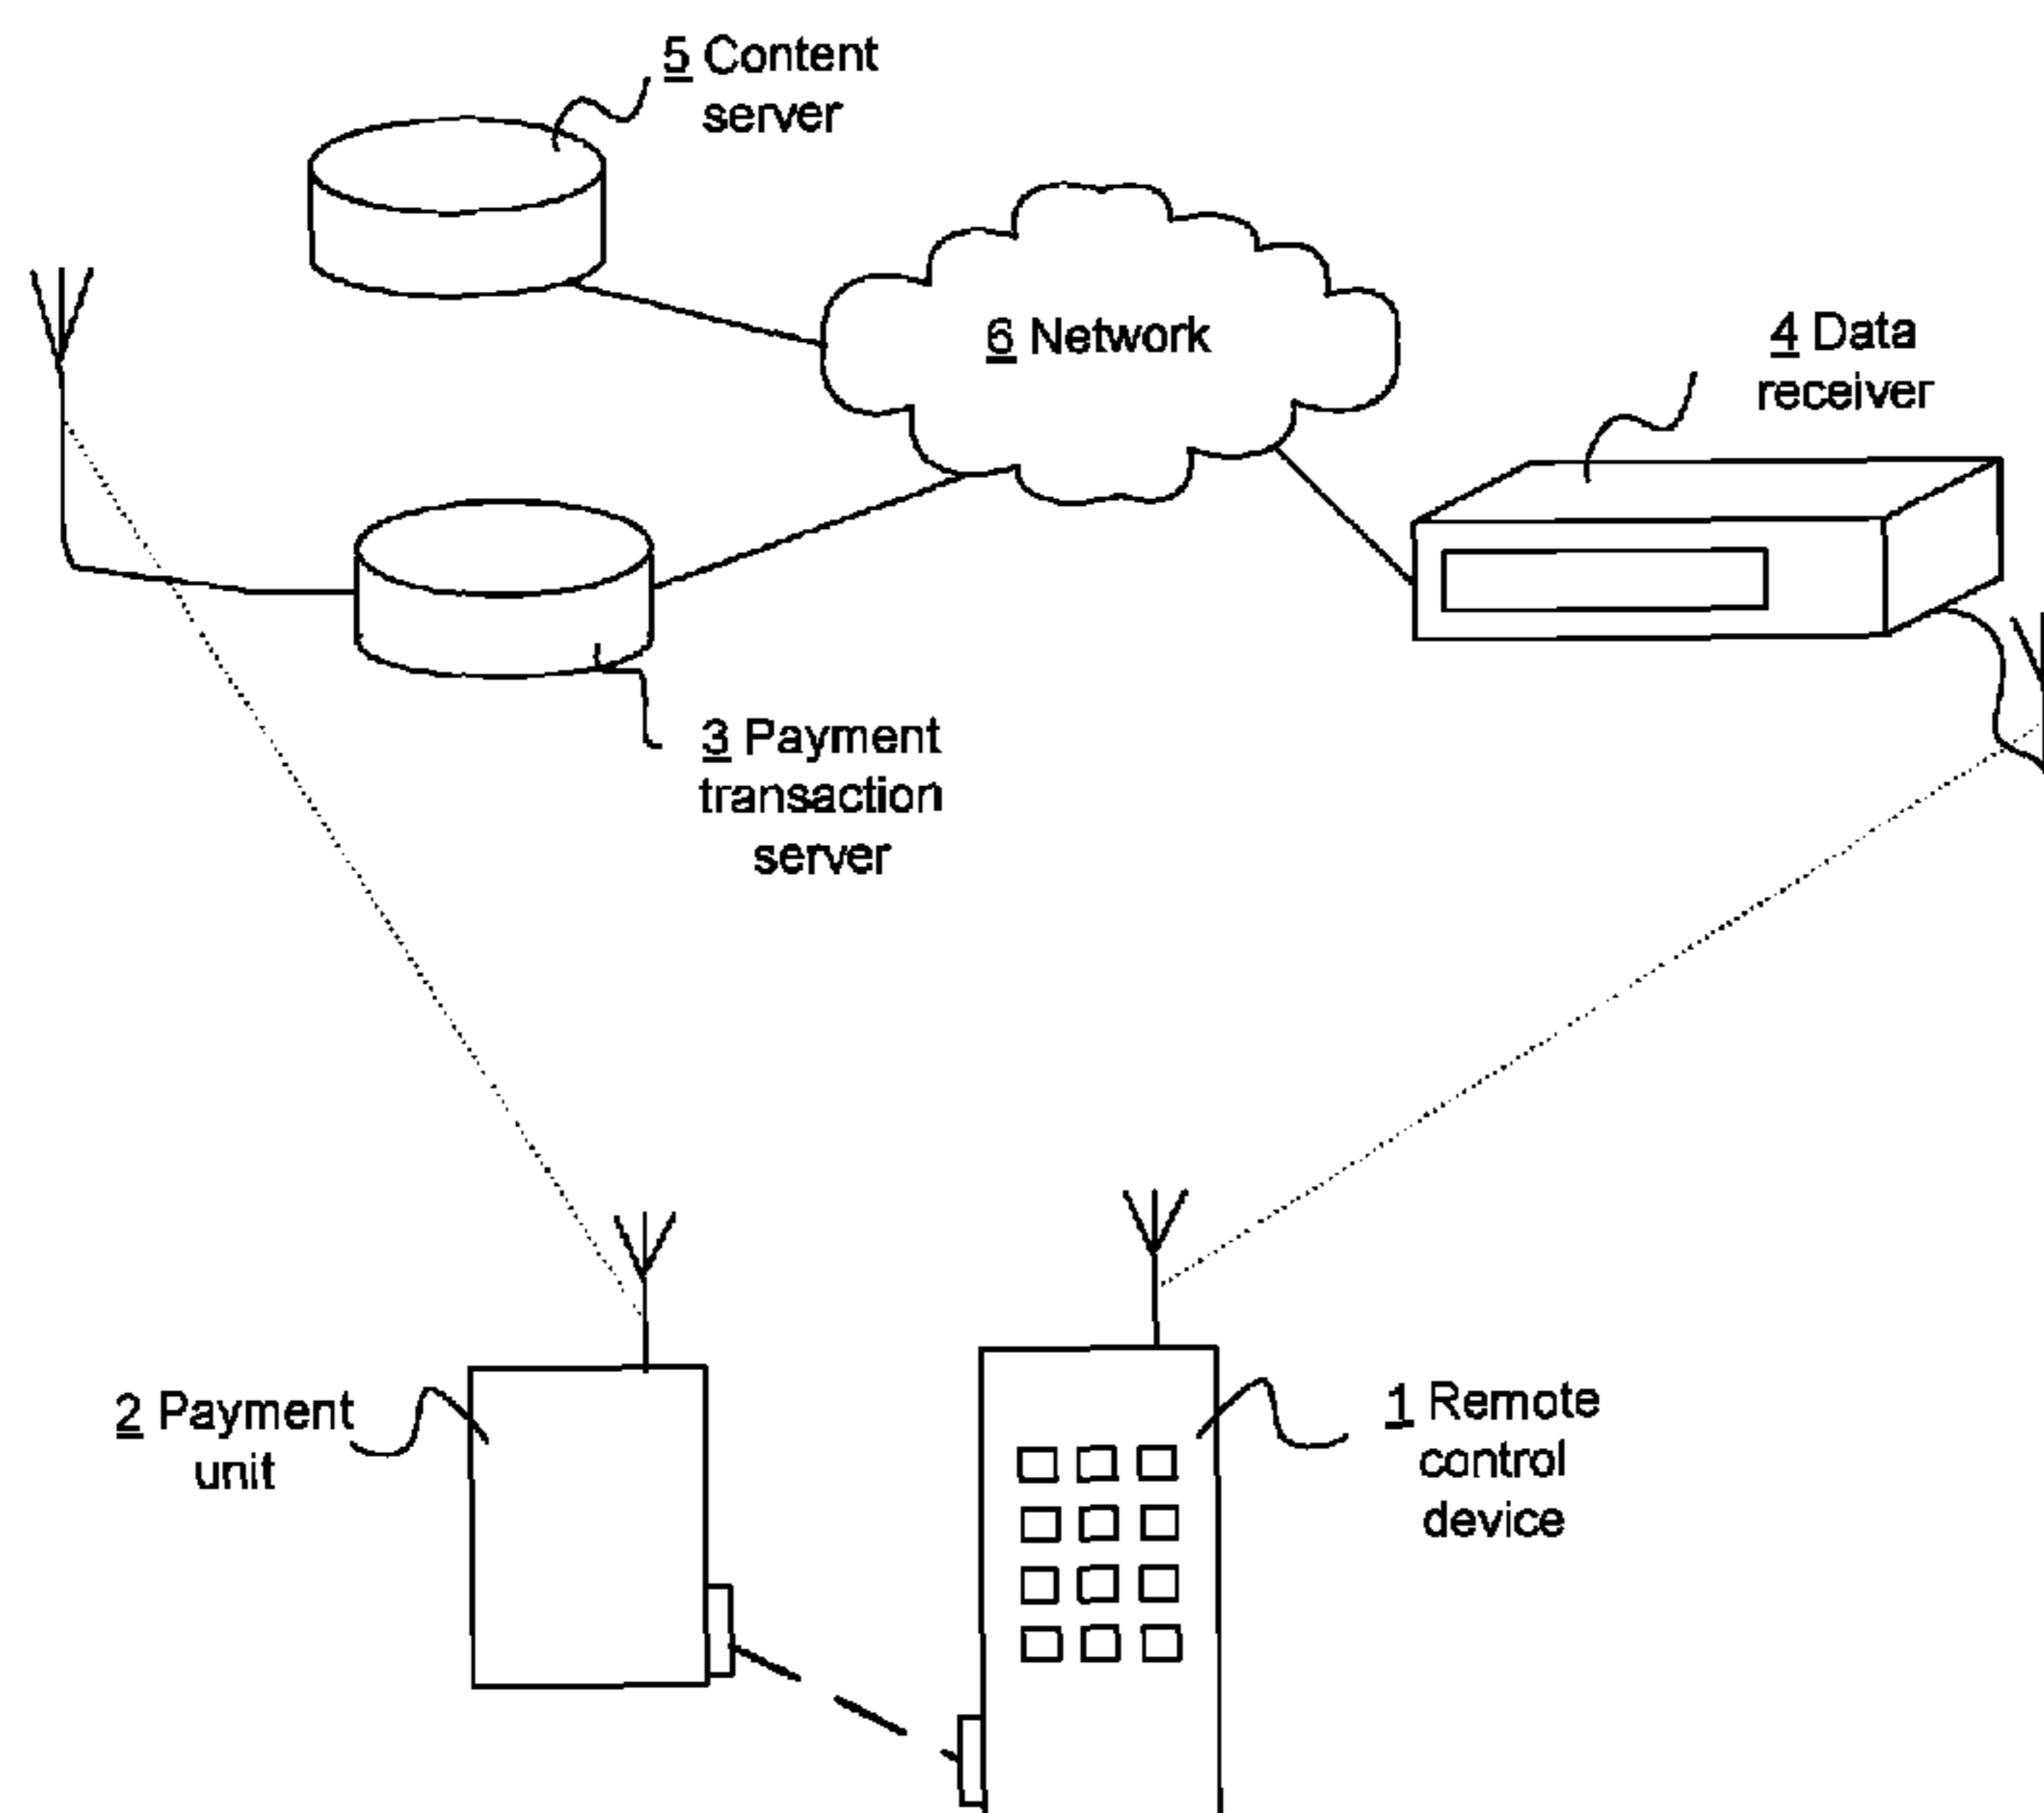 5 Content
server
6 Network
4 Data
receiver
3 Payment
transaction
server
2 Payment
unit
1 Remote
control
device